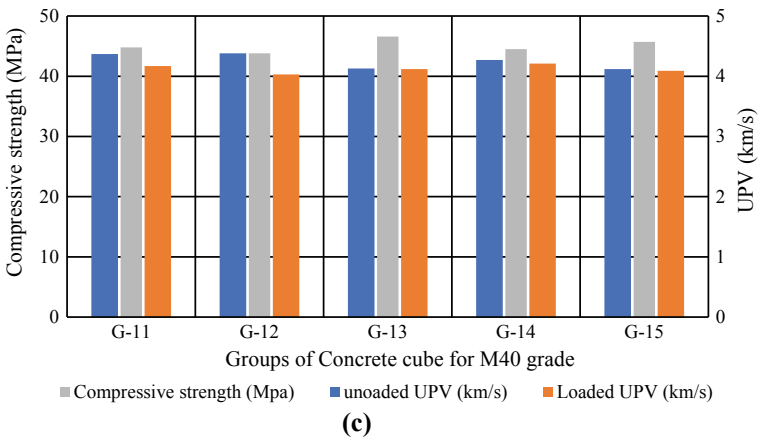 50
40
30
20
10
0
Compressive strength (MPa)
5
4
3
2
1
0
UPV (km/s)
G-11 G-12 G-13 G-14 G-15
Groups of Concrete cube for M40 grade
Compressive strength (Mpa) unoaded UPV (km/s) Loaded UPV (km/s)
(c)